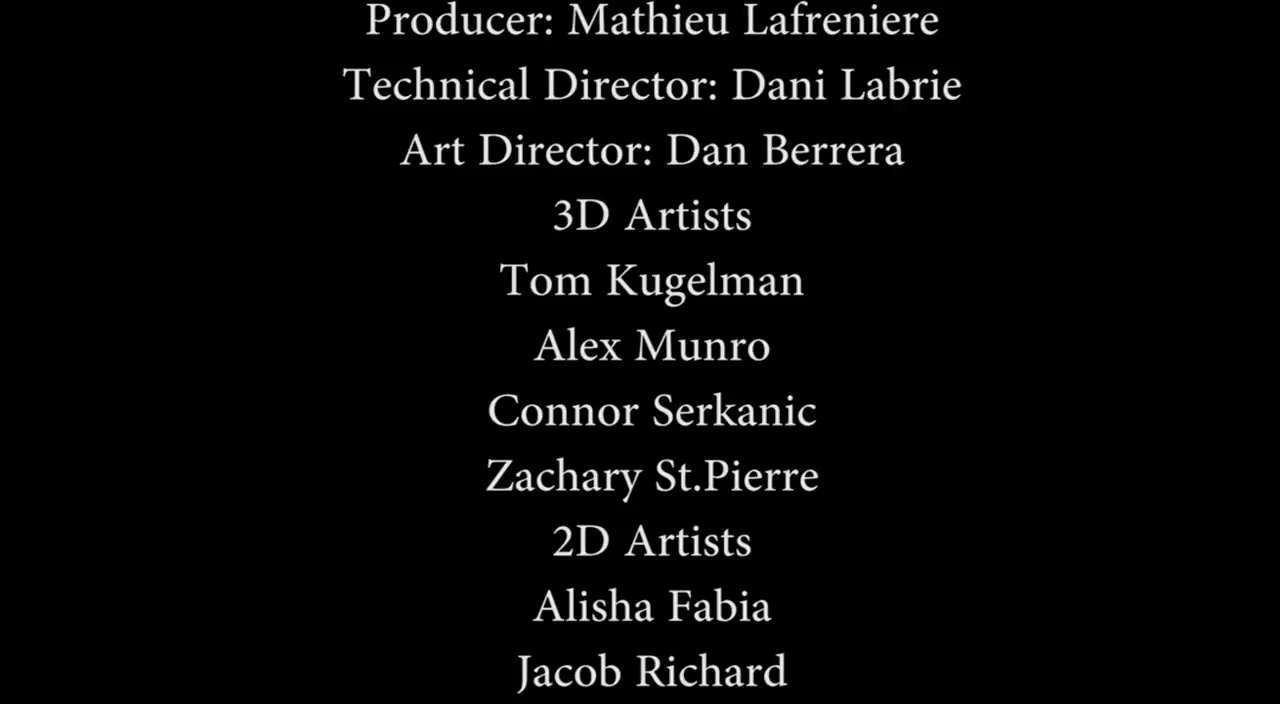 Producer: Mathieu Lafreniere
Technical Director: Dani Labrie
Art Director: Dan Berrera
3D Artists
Tom Kugelman
Alex Munro
Connor Serkanic
Zachary St.Pierre
2D Artists
Alisha Fabia
Jacob Richard